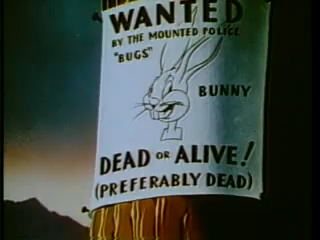 WANTED
BY THE MOUNTED POLICE
"BUGS"
BUNNY
DEAD OR ALIVE!
(PREFERABLY DEAD)